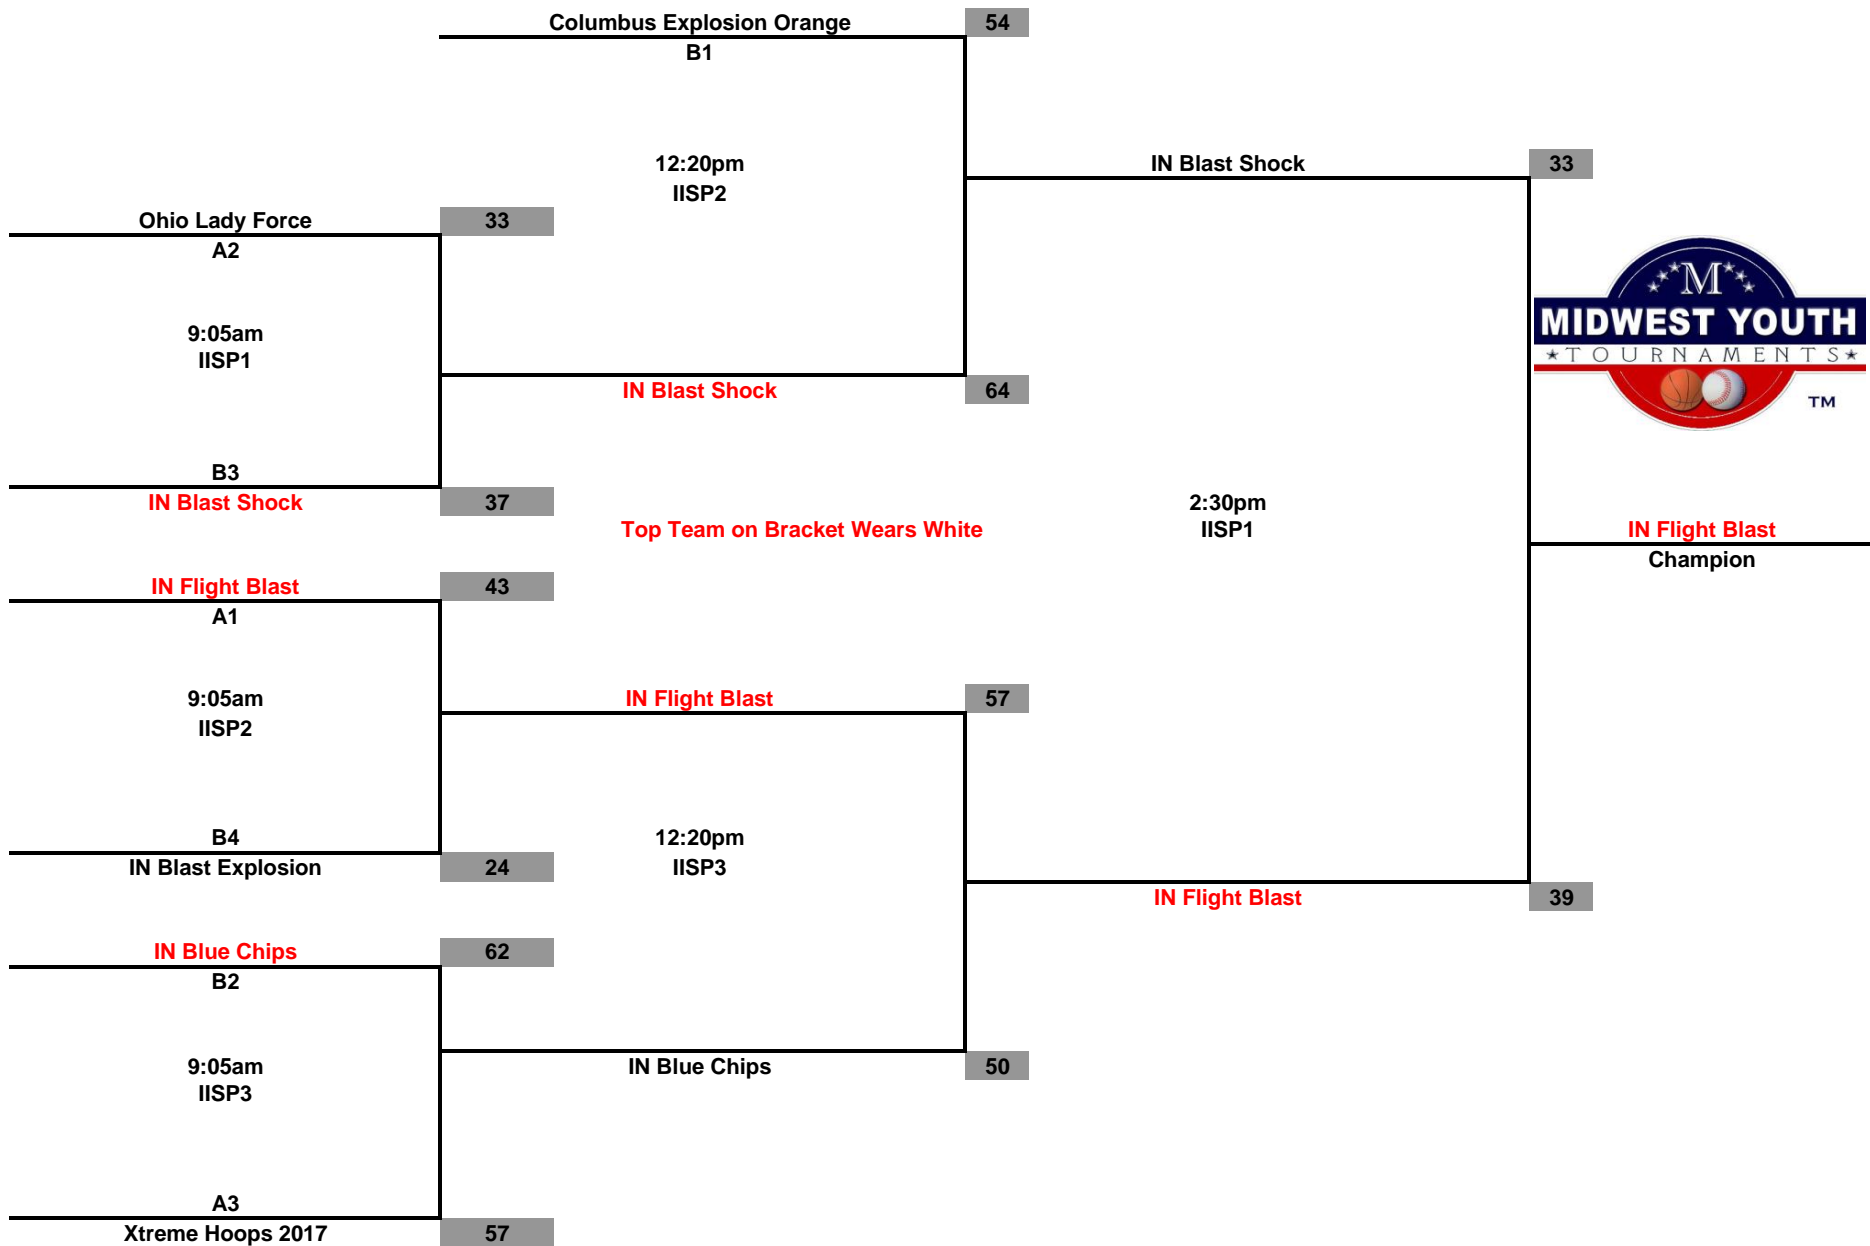 Columbus Explosion Orange 54
B1
12:20pm
IISP2
IN Blast Shock 33
Ohio Lady Force 33
A2
9:05am
IISP1
IN Blast Shock 64
B3
IN Blast Shock 37
Top Team on Bracket Wears White
2:30pm
IISP1
M
MIDWEST YOUTH
TOURNAMENTS
TM
IN Flight Blast
Champion
IN Flight Blast 43
A1
9:05am
IISP2
IN Flight Blast 57
B4
IN Blast Explosion 24
12:20pm
IISP3
IN Flight Blast 39
IN Blue Chips 62
B2
9:05am
IISP3
IN Blue Chips 50
A3
Xtreme Hoops 2017 57